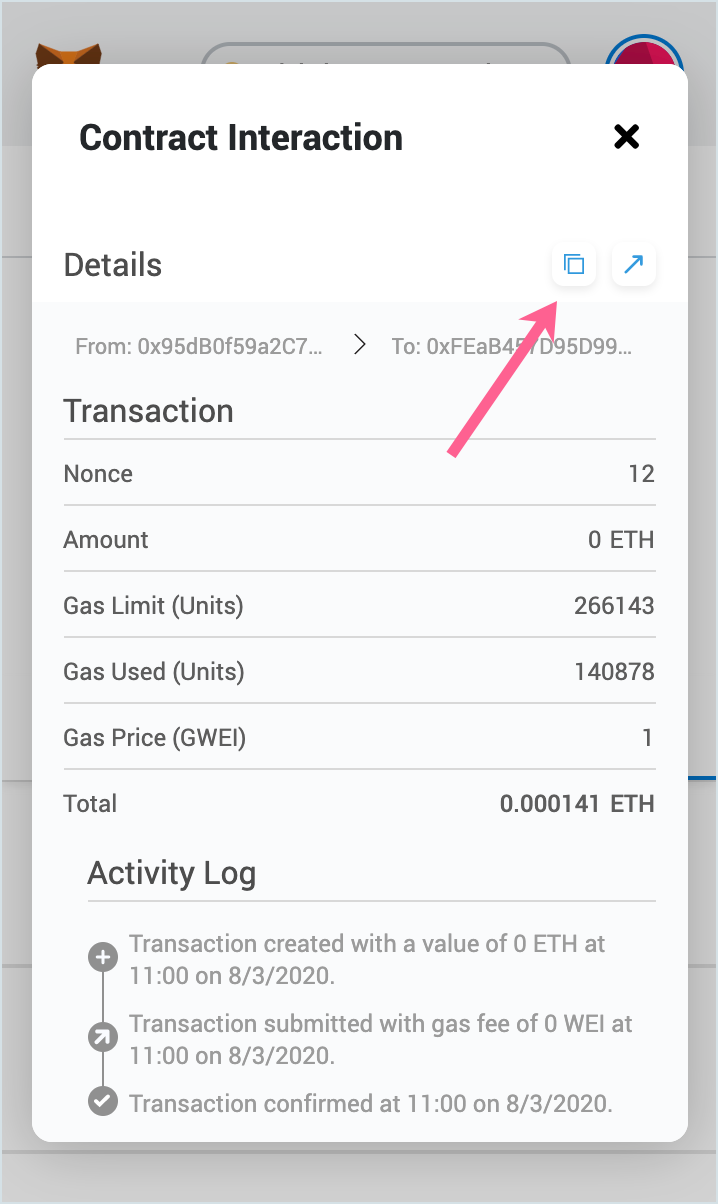 Contract Interaction
Details
From: 0x95dB0f59a2C7... To: 0xFEaB457D95D99...
Transaction
Nonce 12
Amount 0 ETH
Gas Limit (Units) 266143
Gas Used (Units) 140878
Gas Price (GWEI) 1
Total 0.000141 ETH
Activity Log
Transaction created with a value of 0 ETH at
11:00 on 8/3/2020.
Transaction submitted with gas fee of 0 WEI at
11:00 on 8/3/2020.
Transaction confirmed at 11:00 on 8/3/2020.